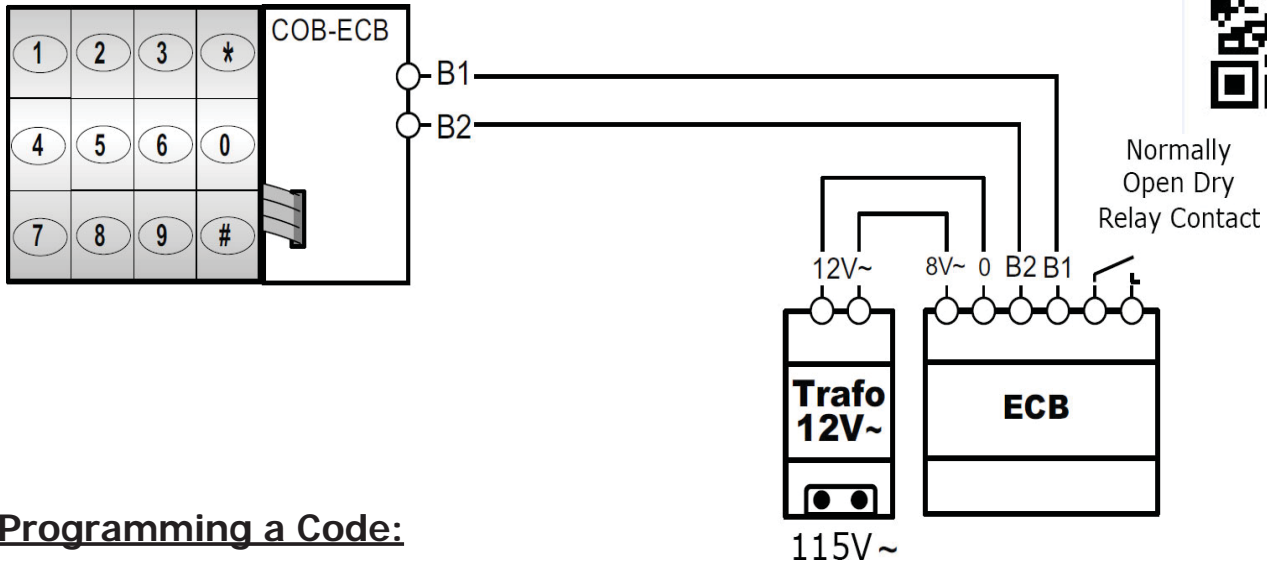 COB-ECB
1 2 3 *
4 5 6 0
7 8 9 #
B1
B2
Normally
Open Dry
Relay Contact
12V~
8V~ 0 B2 B1
Trafo
12V~
ECB
115V~
Programming a Code: